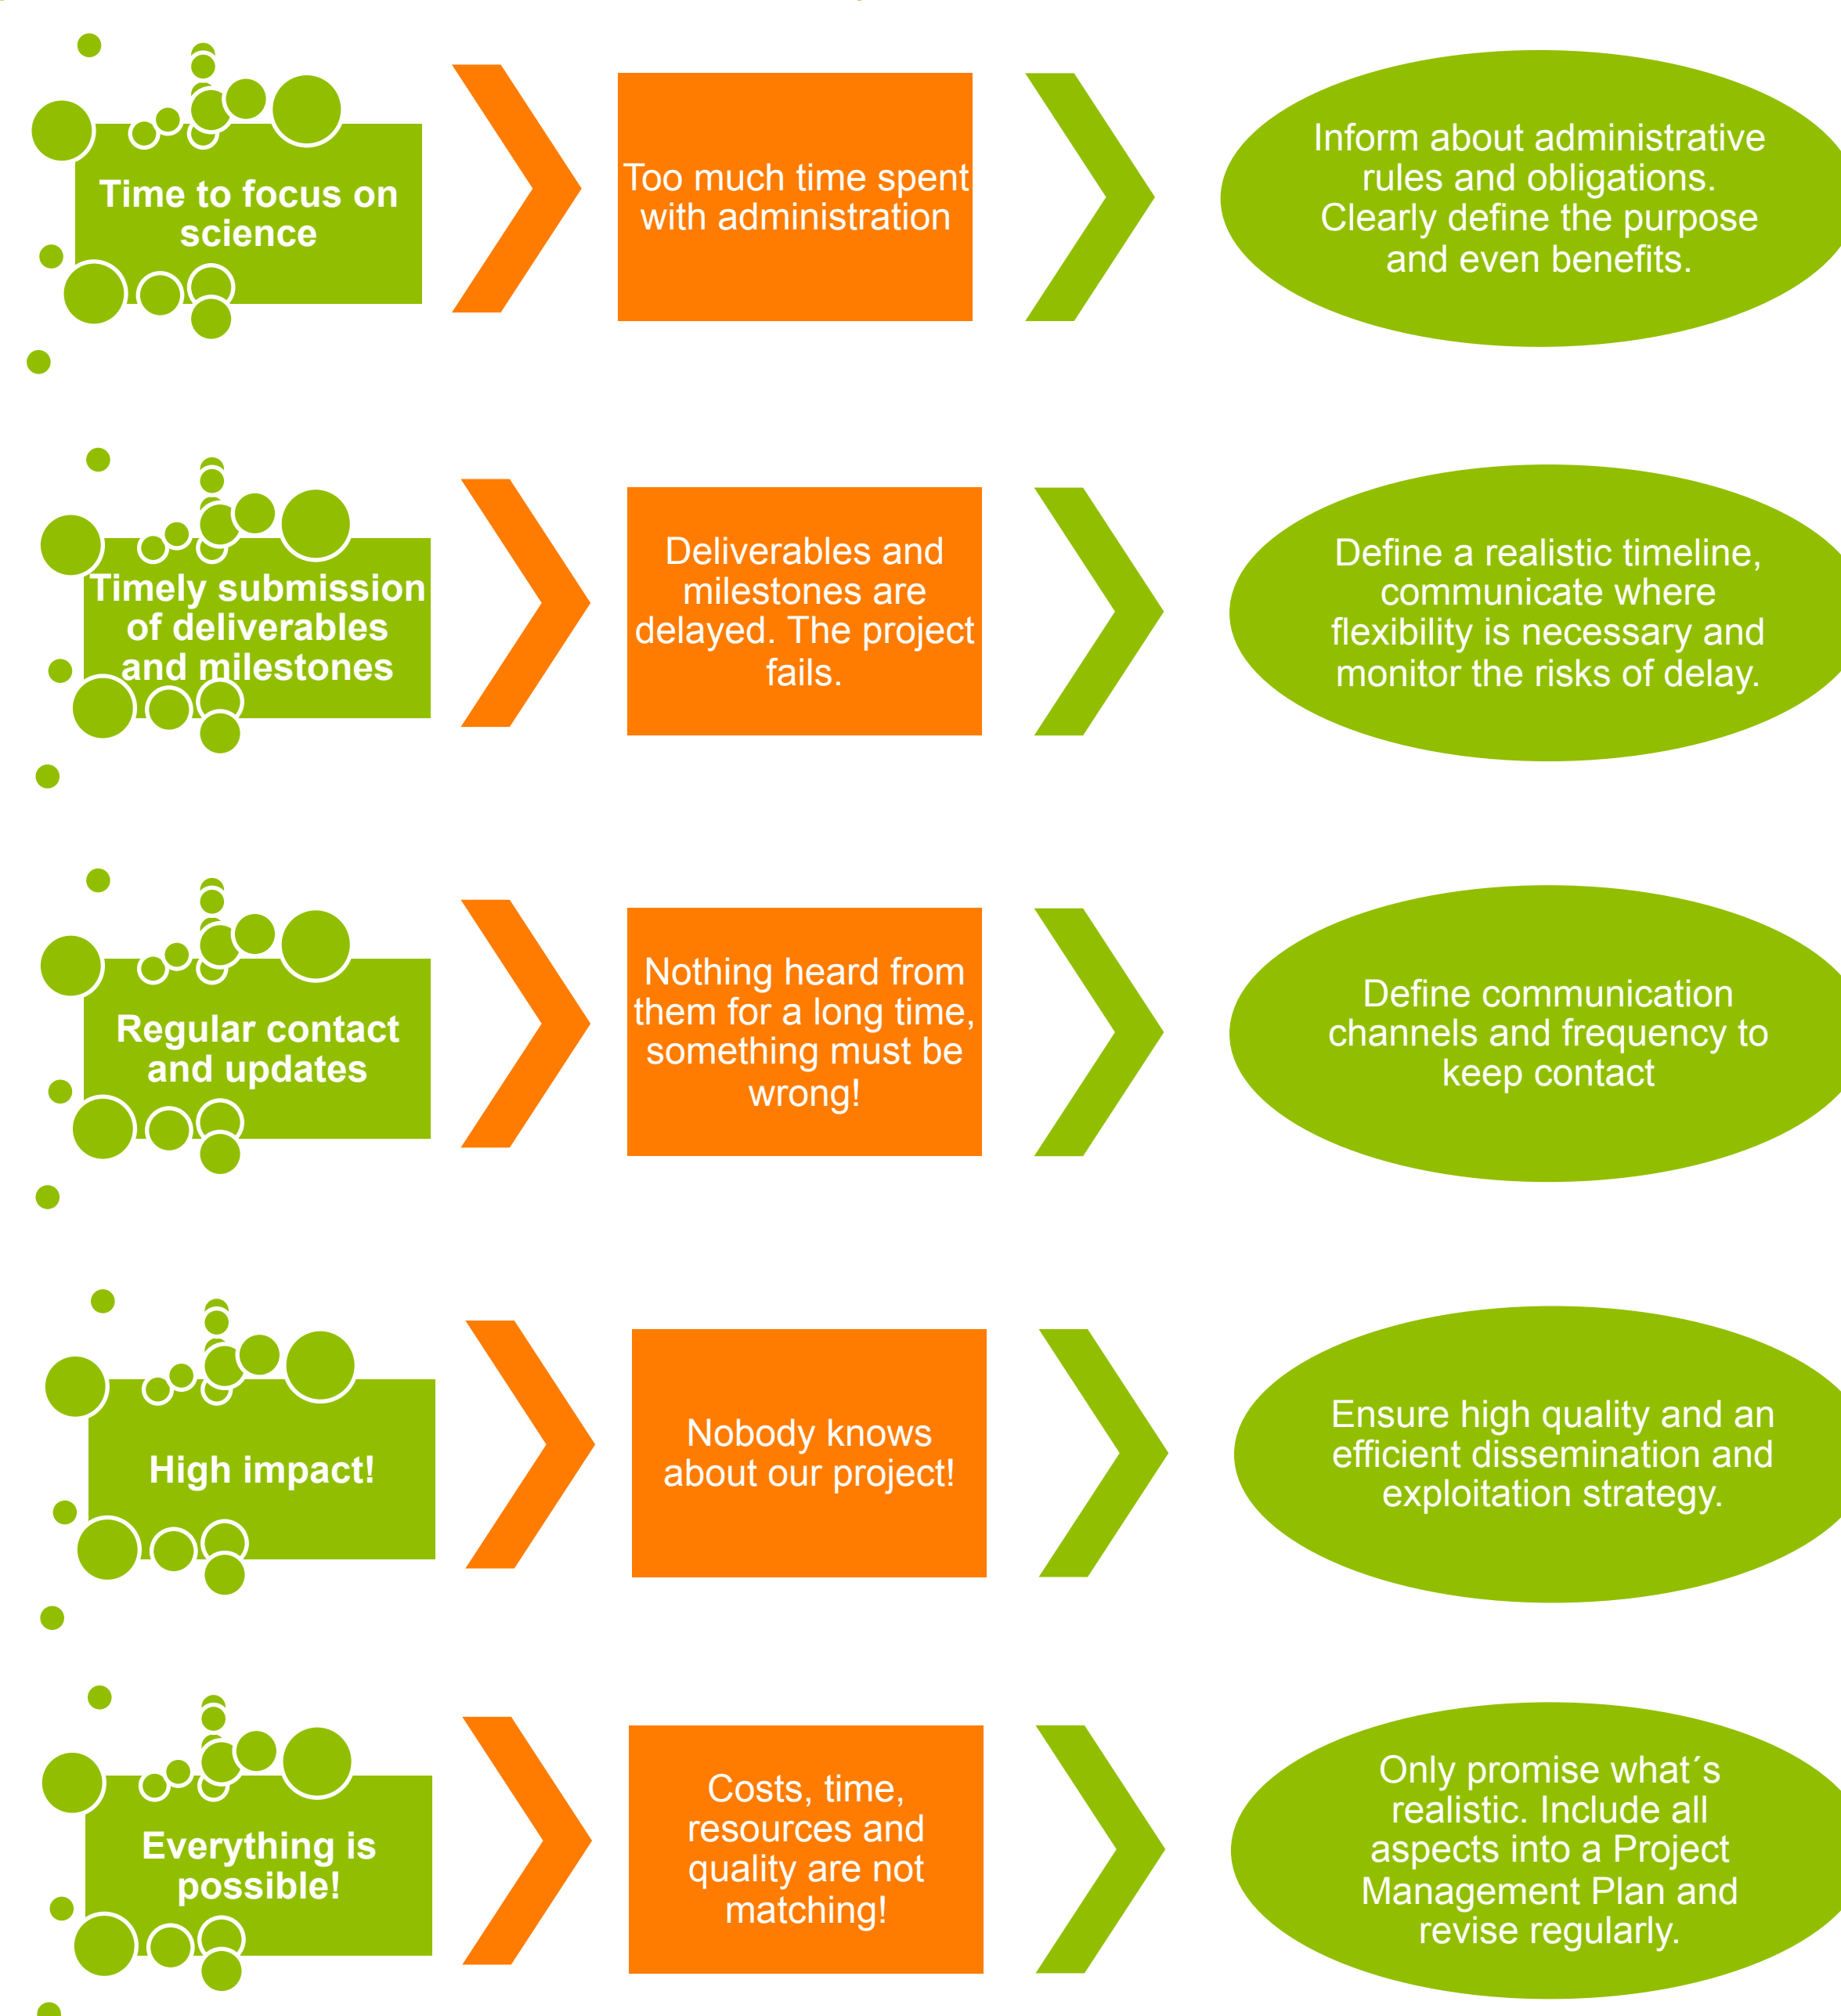 Time to focus on
science
Too much time spent
with administration
Inform about administrative
rules and obligations.
Clearly define the purpose
and even benefits.
Timely submission
of deliverables
and milestones
Deliverables and
milestones are
delayed. The project
fails.
Define a realistic timeline,
communicate where
flexibility is necessary and
monitor the risks of delay.
Regular contact
and updates
Nothing heard from
them for a long time,
something must be
wrong!
Define communication
channels and frequency to
keep contact
High impact!
Nobody knows
about our project!
Ensure high quality and an
efficient dissemination and
exploitation strategy.
Everything is
possible!
Costs, time,
resources and
quality are not
matching!
Only promise what´s
realistic. Include all
aspects into a Project
Management Plan and
revise regularly.